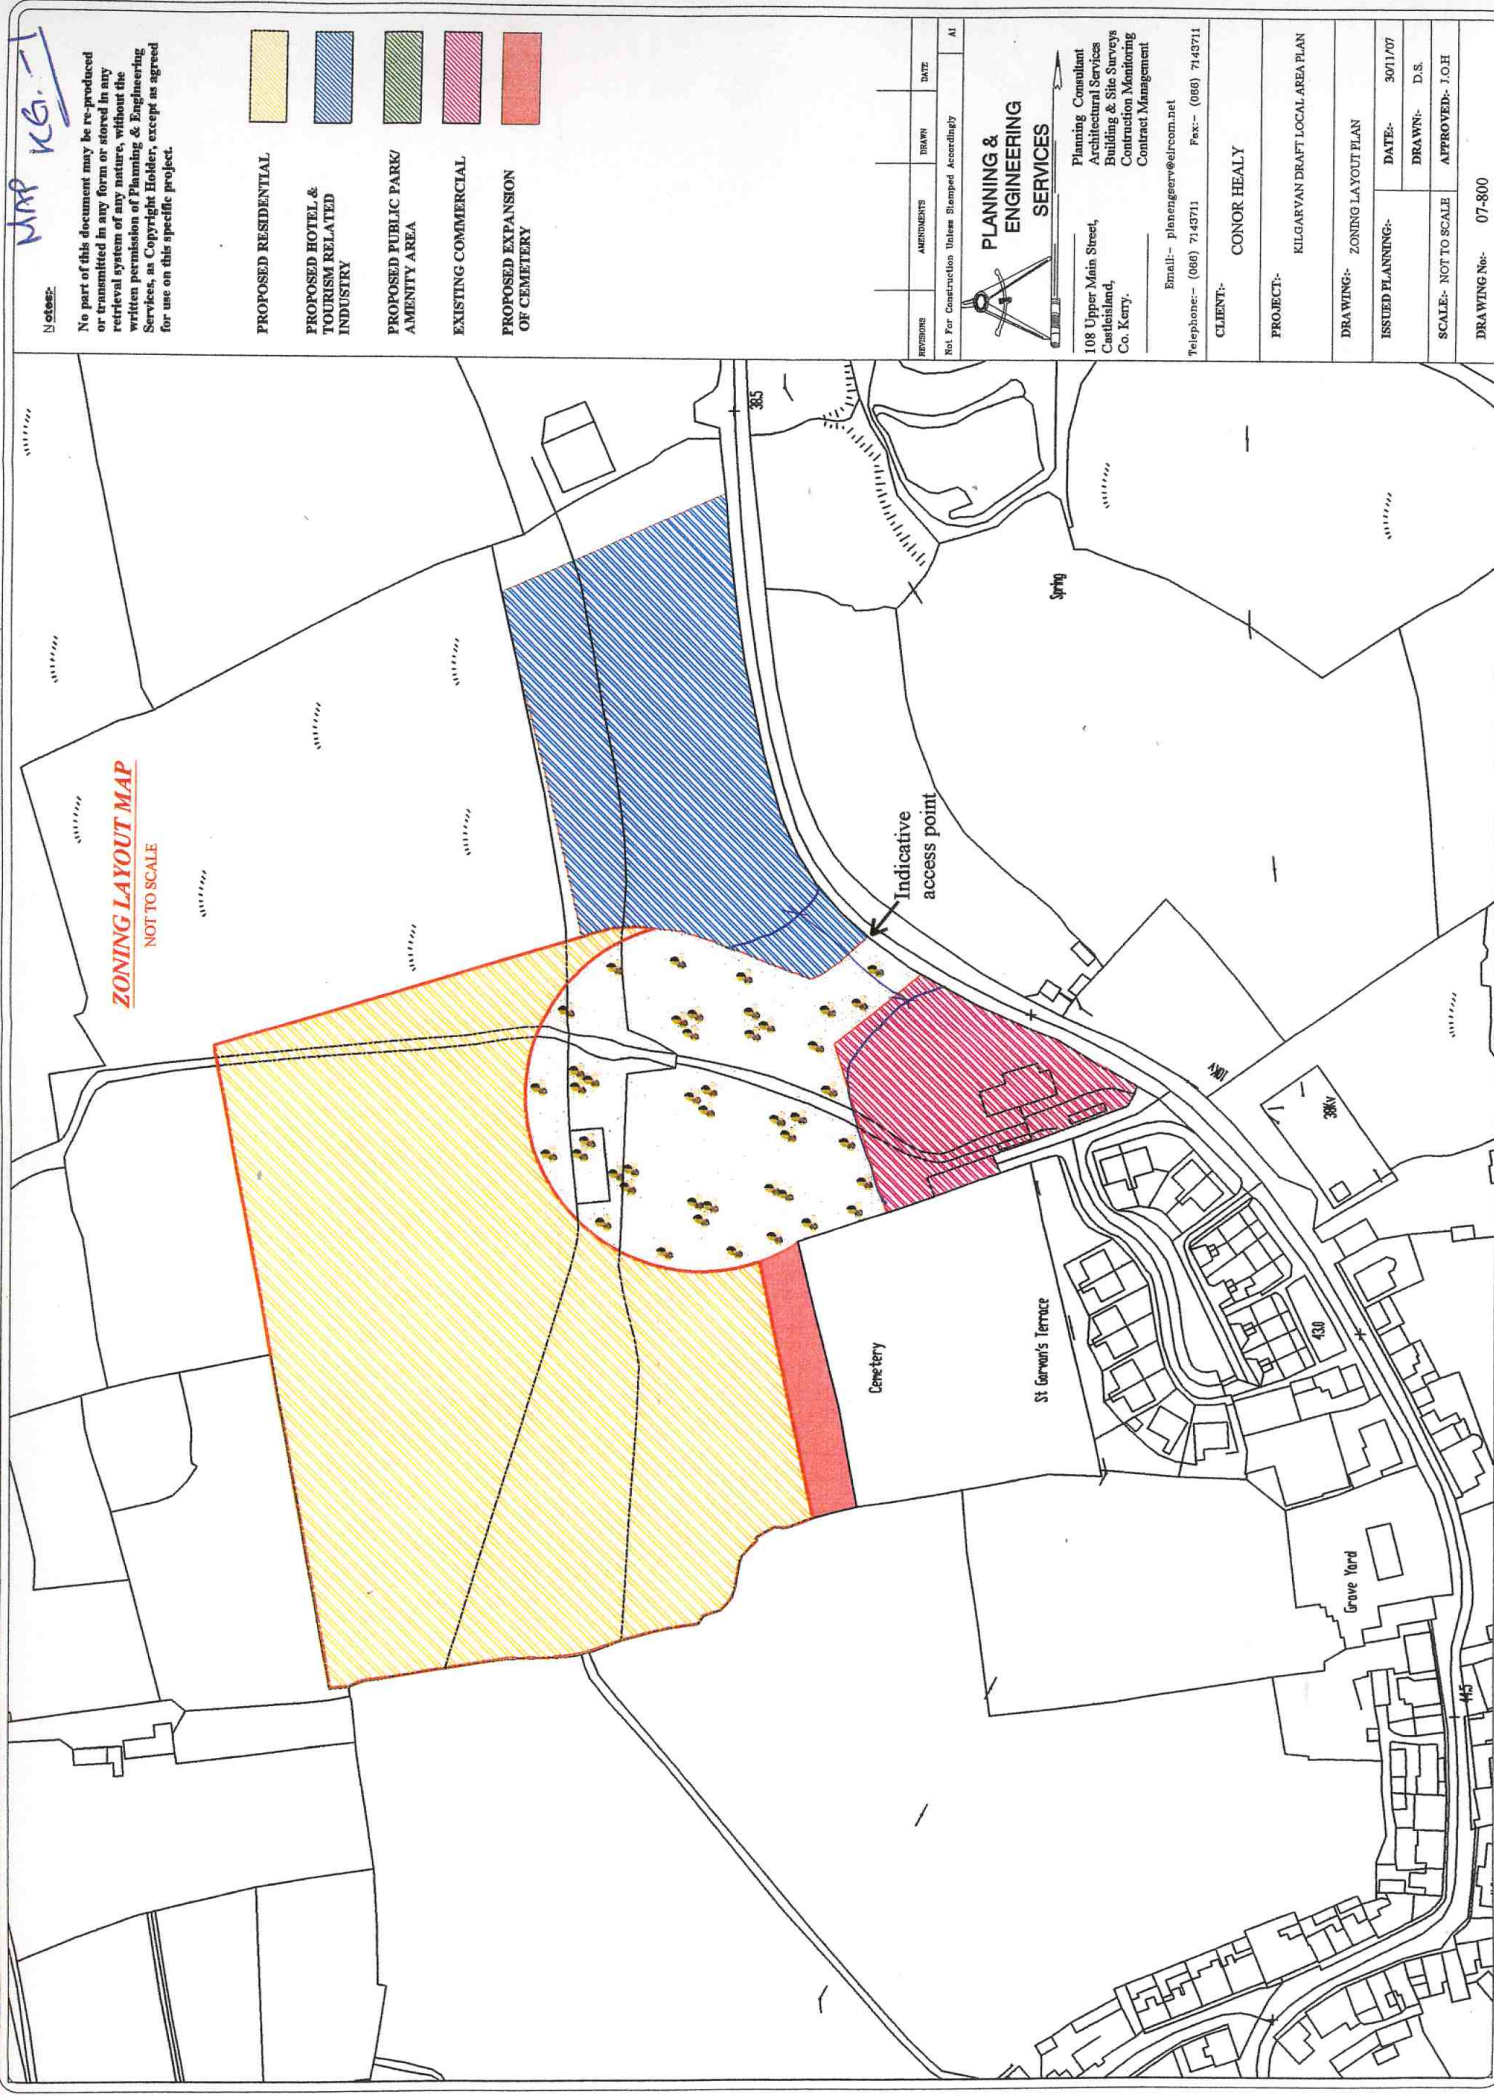 MAP KG.-1
Notes:-
No part of this document may be re-produced
or transmitted in any form or stored in any
retrieval system of any nature, without the
written permission of Planning & Engineering
Services, as Copyright Holder, except as agreed
for use on this specific project.
PROPOSED RESIDENTIAL
PROPOSED HOTEL &
TOURISM RELATED
INDUSTRY
PROPOSED PUBLIC PARK/
AMENITY AREA
EXISTING COMMERCIAL
PROPOSED EXPANSION
OF CEMETERY
REVISIONS AMENDMENTS DRAWN DATE
Not For Construction Unless Stamped Accordingly A1
PLANNING &
ENGINEERING
SERVICES
108 Upper Main Street,
Castleisland,
Co. Kerry.
Planning Consultant
Architectural Services
Building & Site Surveys
Construction Monitoring
Contract Management
Email:- planengserv@eircom.net
Telephone:- (066) 7143711 Fax:- (066) 7143711
CLIENT:-
CONOR HEALY
PROJECT:-
KILGARVAN DRAFT LOCAL AREA PLAN
DRAWING:- ZONING LAYOUT PLAN
ISSUED PLANNING:- DATE:- 30/11/07
DRAWN:- D.S.
SCALE:- NOT TO SCALE APPROVED:- J.O.H
DRAWING No:- 07-800
ZONING LAYOUT MAP
NOT TO SCALE
38.5
Spring
Indicative
access point
10Kv
38Kv
Cemetery
St Garvan's Terrace
43.0
Grave Yard
44.5